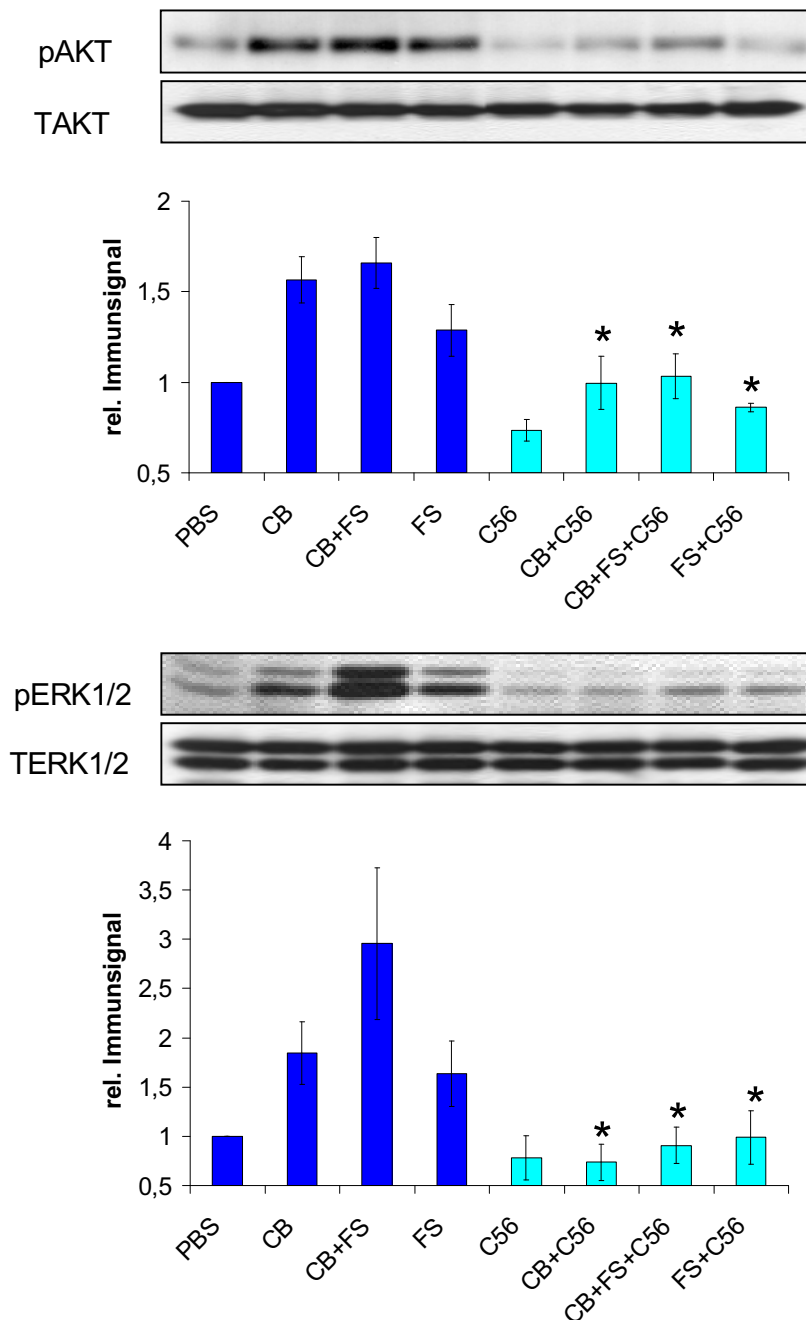 pAKT
TAKT
2
1,5
1
0,5
rel. Immunsignal
* * *
PBS CB CB+FS FS C56 CB+C56 CB+FS+C56 FS+C56
pERK1/2
TERK1/2
4
3,5
3
2,5
2
1,5
1
0,5
rel. Immunsignal
* * *
PBS CB CB+FS FS C56 CB+C56 CB+FS+C56 FS+C56